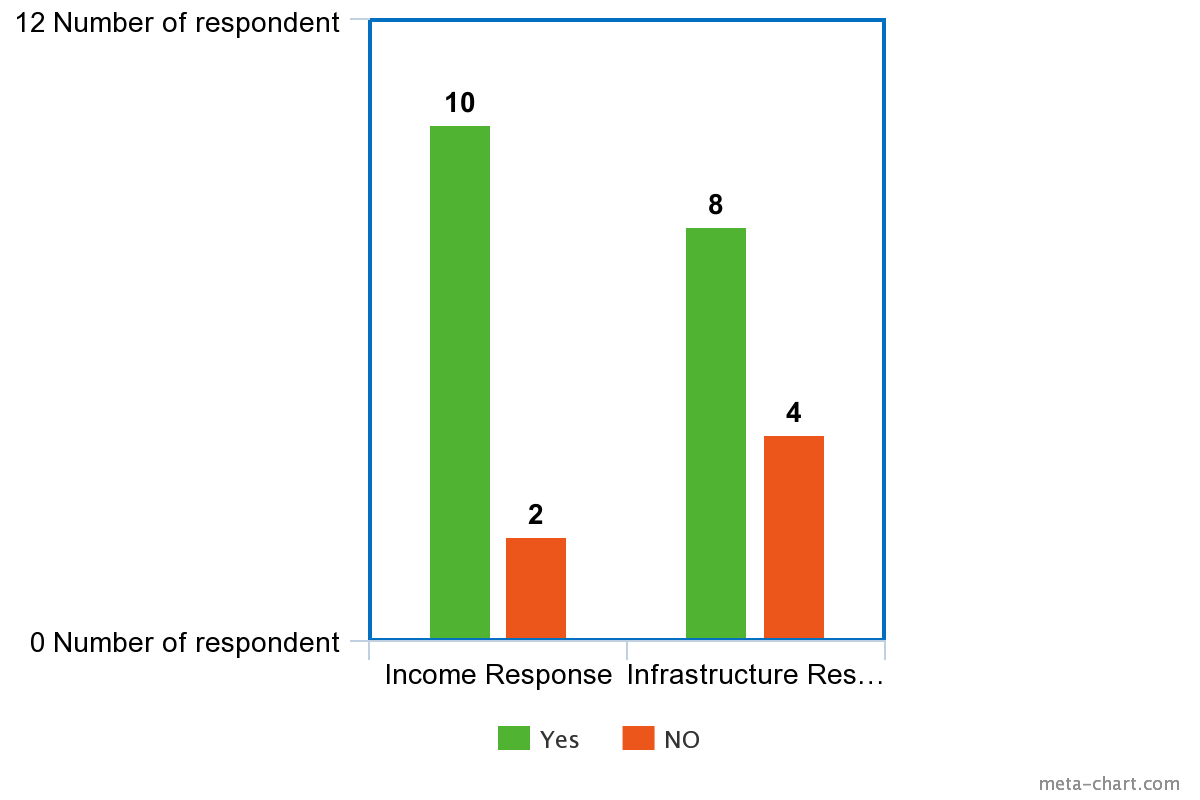 12 Number of respondent
10
8
4
2
0 Number of respondent
Income Response
Infrastructure Res…
Yes
NO
meta-chart.com